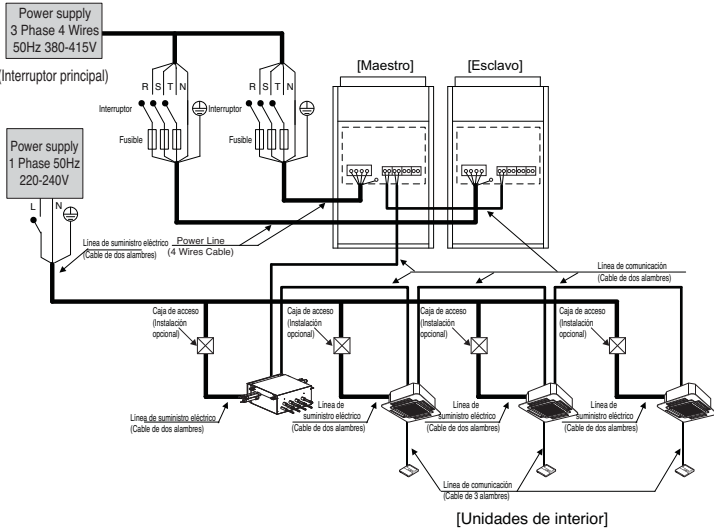 Power supply
3 Phase 4 Wires
50Hz 380-415V
(Interruptor principal)
[Maestro]
[Esclavo]
R S T N
R S T N
Interruptor
Interruptor
Fusible
Fusible
Power supply
1 Phase 50Hz
220-240V
L N
Linea de suministro eléctrico
(Cable de dos alambres)
Power Line
(4 Wires Cable)
Línea de comunicación
(Cable de dos alambres)
Caja de acceso
(Instalación
opcional)
Caja de acceso
(Instalación
opcional)
Caja de acceso
(Instalación
opcional)
Caja de acceso
(Instalación
opcional)
Línea de suministro eléctrico
(Cable de dos alambres)
Línea de
suministro eléctrico
(Cable de dos alambres)
Línea de
suministro eléctrico
(Cable de dos alambres)
Línea de
suministro eléctrico
(Cable de dos alambres)
Línea de comunicación
(Cable de 3 alambres)
[Unidades de interior]